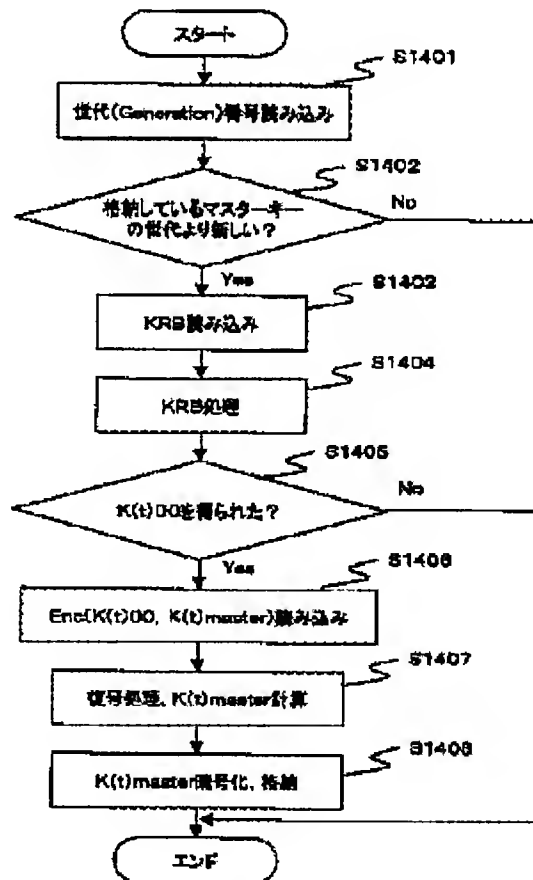 スタート
S1401
世代(Generation)番号読み込み
S1402
格納しているマスターキー
の世代より新しい？
No
Yes
S1402
KRB読み込み
S1404
KRB処理
S1405
K(t)00を得られた？
No
Yes
S1406
Enc(K(t)00, K(t)master)読み込み
S1407
復号処理、K(t)master計算
S1408
K(t)master暗号化、格納
エンド